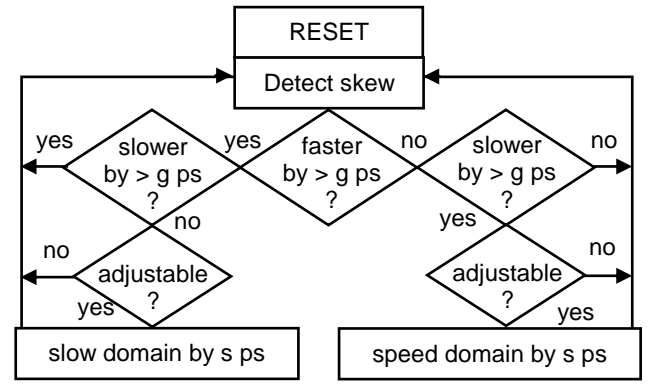 RESET
Detect skew
yes
slower
by > g ps
?
yes
faster
by > g ps
?
no
slower
by > g ps
?
no
no
yes
no
adjustable
?
yes
adjustable
?
no
yes
slow domain by s ps
speed domain by s ps